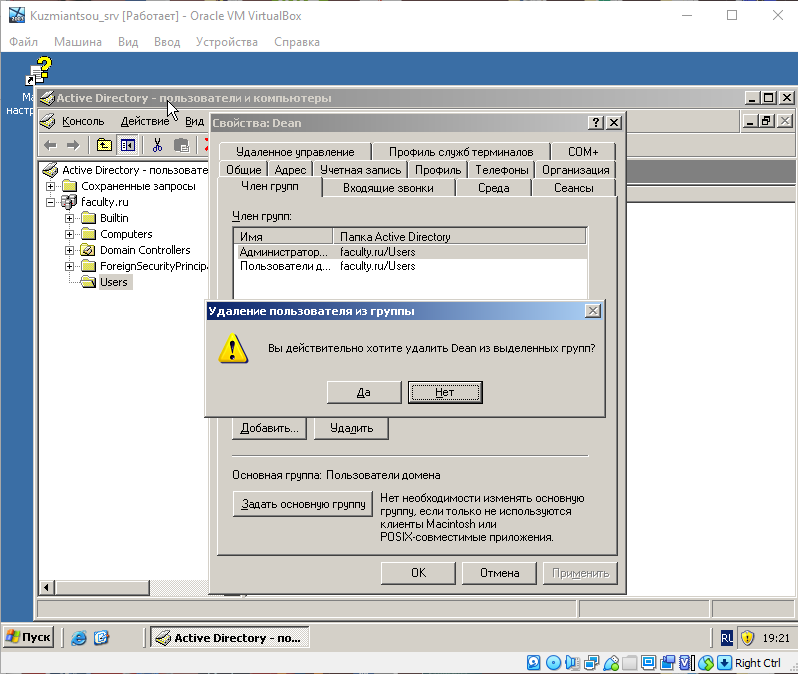 Kuzmiantsou_srv [Работает] - Oracle VM VirtualBox
Файл Машина Вид Ввод Устройства Справка
Active Directory - пользователи и компьютеры
Консоль Действие Вид
Active Directory - пользовате
Сохраненные запросы
faculty.ru
Builtin
Computers
Domain Controllers
ForeignSecurityPrincipa
Users
Свойства: Dean
Удаленное управление Профиль служб терминалов COM+
Общие Адрес Учетная запись Профиль Телефоны Организация
Член групп Входящие звонки Среда Сеансы
Член групп:
Имя Папка Active Directory
Администратор... faculty.ru/Users
Пользователи д... faculty.ru/Users
Удаление пользователя из группы
Вы действительно хотите удалить Dean из выделенных групп?
Да Нет
Добавить... Удалить
Основная группа: Пользователи домена
Задать основную группу
Нет необходимости изменять основную
группу, если только не используются
клиенты Macintosh или
POSIX-совместимые приложения.
OK Отмена Применить
Пуск Active Directory - по... RL 19:21
Right Ctrl